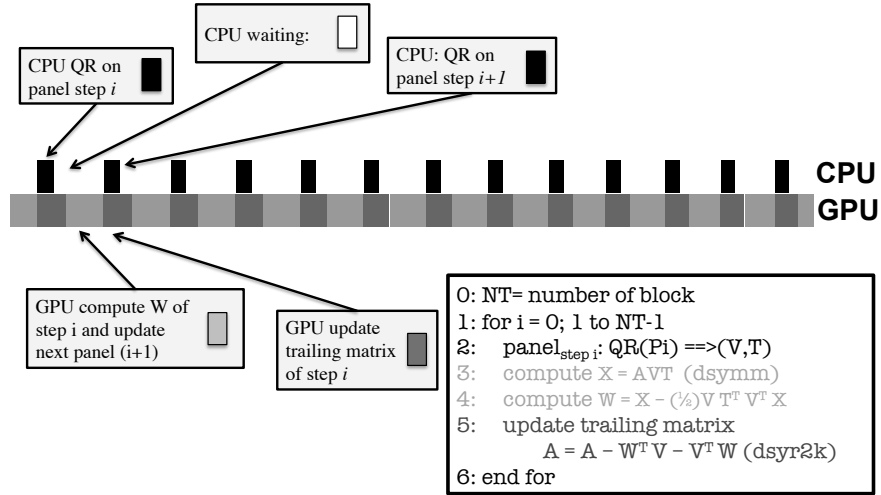 CPU waiting:
CPU QR on
panel step i
CPU: QR on
panel step i+1
CPU
GPU
GPU compute W of
step i and update
next panel (i+1)
GPU update
trailing matrix
of step i
0: NT= number of block
1: for i = 0; 1 to NT-1
2: panel step i: QR(Pi) ==>(V,T)
3: compute X = AVT (dsymm)
4: compute W = X – (½)V Tᵀ Vᵀ X
5: update trailing matrix
A = A – Wᵀ V – Vᵀ W (dsyr2k)
6: end for